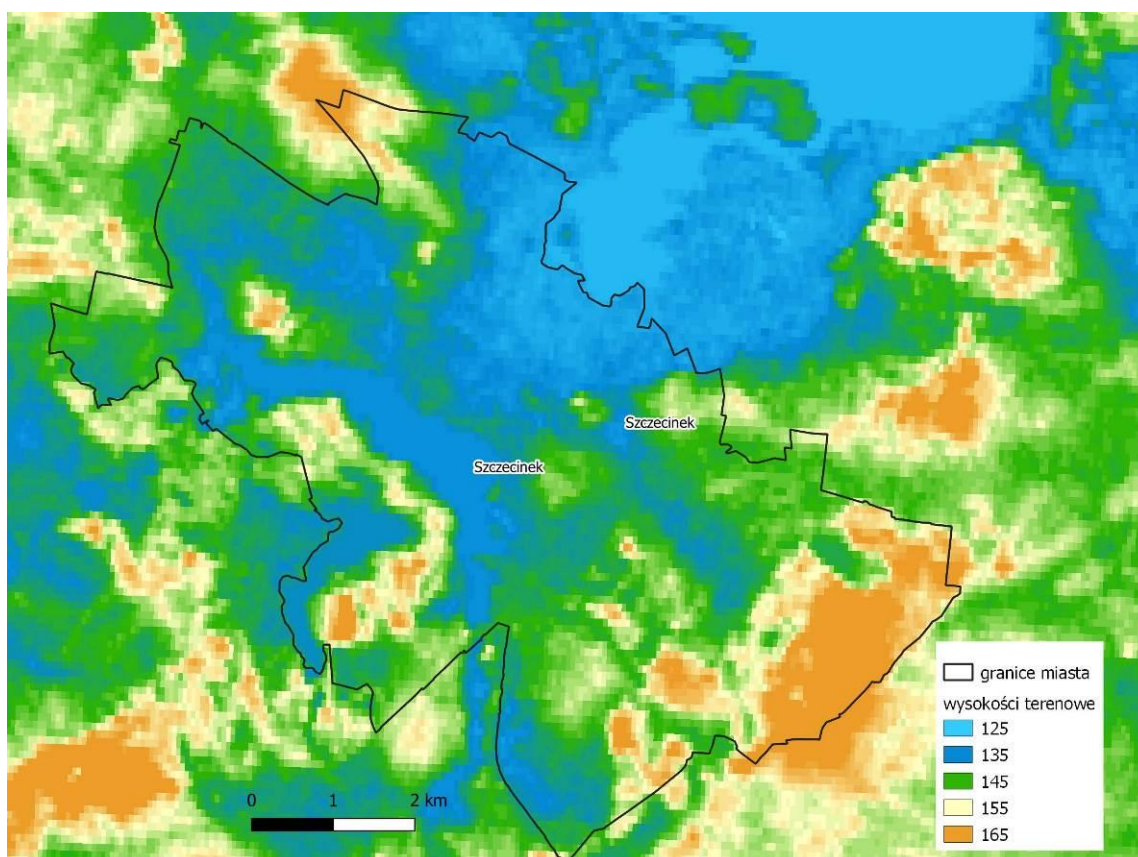 Szczecinek
Szczecinek
granice miasta
wysokości terenowe
125
135
145
155
165
0 1 2 km